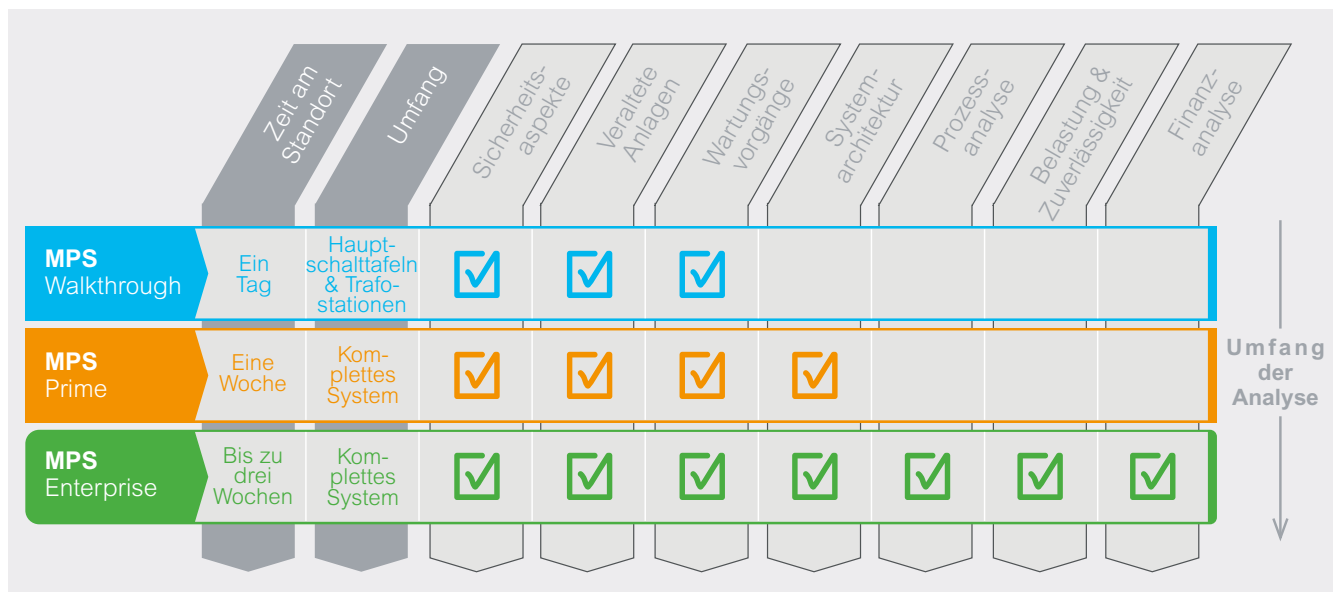 Zeit am
Standort
Umfang
Sicherheits-
aspekte
Veraltete
Anlagen
Wartungs-
vorgänge
System-
architektur
Prozess-
analyse
Belastung &
Zuverlässigkeit
Finanz-
analyse
MPS
Walkthrough
Ein
Tag
Haupt-
schalttafeln
& Trafo-
stationen
MPS
Prime
Eine
Woche
Kom-
plettes
System
MPS
Enterprise
Bis zu
drei
Wochen
Kom-
plettes
System
Umfang
der
Analyse